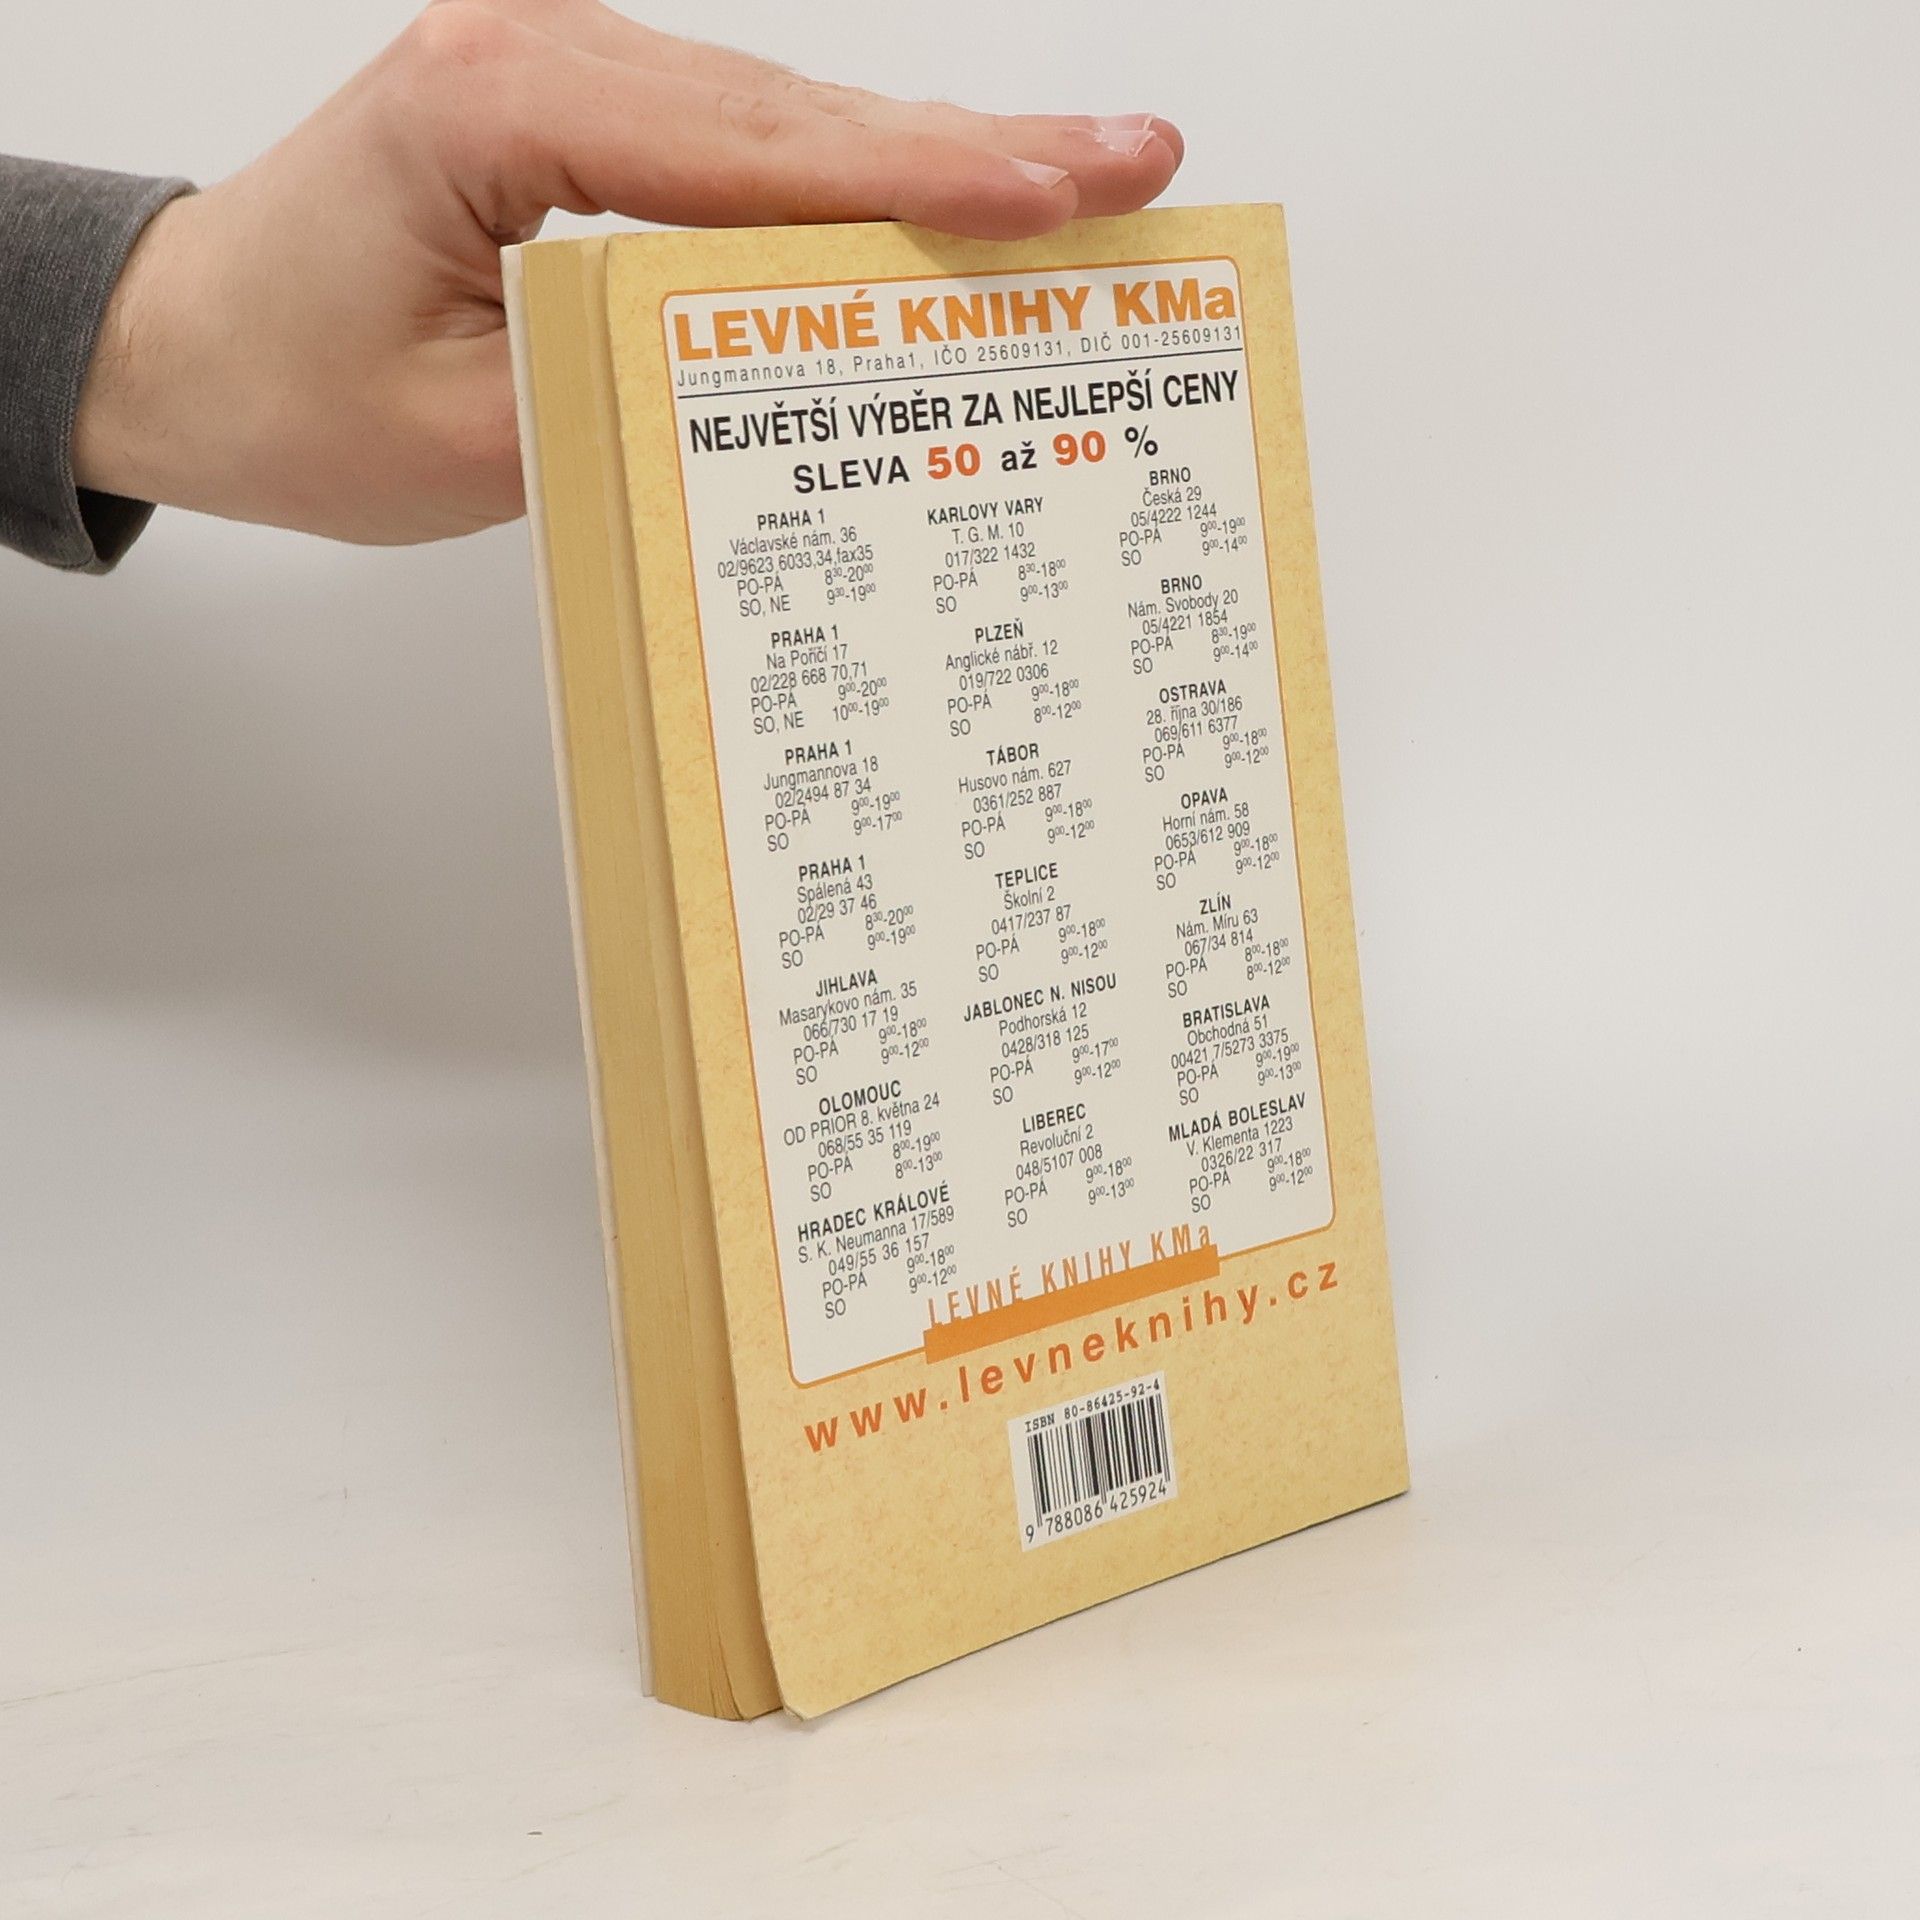 LEVNÉ KNIHY KMa
Jungmannova 18, Praha1, IČO 25609131, DIČ 001-25609131
NEJVĚTŠÍ VÝBĚR ZA NEJLEPŠÍ CENY
SLEVA 50 až 90 %
PRAHA 1
Václavské nám. 36
02/9623,6033,34,fax35
PO-PÁ 8³⁰-20⁰⁰
SO, NE 9³⁰-19⁰⁰
PRAHA 1
Na Poříčí 17
02/228 668 70,71
PO-PÁ 9⁰⁰-20⁰⁰
SO, NE 10⁰⁰-19⁰⁰
PRAHA 1
Jungmannova 18
02/2494 87 34
PO-PÁ 9⁰⁰-19⁰⁰
SO 9⁰⁰-17⁰⁰
PRAHA 1
Spálená 43
02/29 37 46
PO-PÁ 8³⁰-20⁰⁰
SO 9⁰⁰-19⁰⁰
JIHLAVA
Masarykovo nám. 35
066/730 17 19
PO-PÁ 9⁰⁰-18⁰⁰
SO 9⁰⁰-12⁰⁰
OLOMOUC
OD PRIOR 8. května 24
068/55 35 119
PO-PÁ 8⁰⁰-19⁰⁰
SO 8⁰⁰-13⁰⁰
HRADEC KRÁLOVÉ
S. K. Neumanna 17/589
049/55 36 157
PO-PÁ 9⁰⁰-18⁰⁰
SO 9⁰⁰-12⁰⁰
KARLOVY VARY
T. G. M. 10
017/322 1432
PO-PÁ 8³⁰-18⁰⁰
SO 9⁰⁰-13⁰⁰
PLZEŇ
Anglické nábř. 12
019/722 0306
PO-PÁ 9⁰⁰-18⁰⁰
SO 8⁰⁰-12⁰⁰
TÁBOR
Husovo nám. 627
0361/252 887
PO-PÁ 9⁰⁰-18⁰⁰
SO 9⁰⁰-12⁰⁰
TEPLICE
Školní 2
0417/237 87
PO-PÁ 9⁰⁰-18⁰⁰
SO 9⁰⁰-12⁰⁰
JABLONEC N. NISOU
Podhorská 12
0428/318 125
PO-PÁ 9⁰⁰-17⁰⁰
SO 9⁰⁰-12⁰⁰
LIBEREC
Revoluční 2
048/5107 008
PO-PÁ 9⁰⁰-18⁰⁰
SO 9⁰⁰-13⁰⁰
BRNO
Česká 29
05/4222 1244
PO-PÁ 9⁰⁰-19⁰⁰
SO 9⁰⁰-14⁰⁰
BRNO
Nám. Svobody 20
05/4221 1854
PO-PÁ 8³⁰-19⁰⁰
SO 9⁰⁰-14⁰⁰
OSTRAVA
28. října 30/186
069/611 6377
PO-PÁ 9⁰⁰-18⁰⁰
SO 9⁰⁰-12⁰⁰
OPAVA
Horní nám. 58
0653/612 909
PO-PÁ 9⁰⁰-18⁰⁰
SO 9⁰⁰-12⁰⁰
ZLÍN
Nám. Míru 63
067/34 814
PO-PÁ 8⁰⁰-18⁰⁰
SO 8⁰⁰-12⁰⁰
BRATISLAVA
Obchodná 51
00421 7/5273 3375
PO-PÁ 9⁰⁰-19⁰⁰
SO 9⁰⁰-13⁰⁰
MLADÁ BOLESLAV
V. Klementa 1223
0326/22 317
PO-PÁ 9⁰⁰-18⁰⁰
SO 9⁰⁰-12⁰⁰
LEVNÉ KNIHY KMa
www.levneknihy.cz
ISBN 80-86425-92-4
9 788086 425924